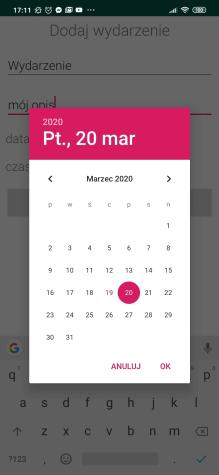 17:11
Dodaj wydarzenie
Wydarzenie
mój opis
data
czas
2020
Pt., 20 mar
Marzec 2020
p w ś c p s n
1
2 3 4 5 6 7 8
9 10 11 12 13 14 15
16 17 18 19 20 21 22
23 24 25 26 27 28 29
30 31
ANULUJ OK
q p
a s d f g h j k l
z x c v b n m
?123 , .